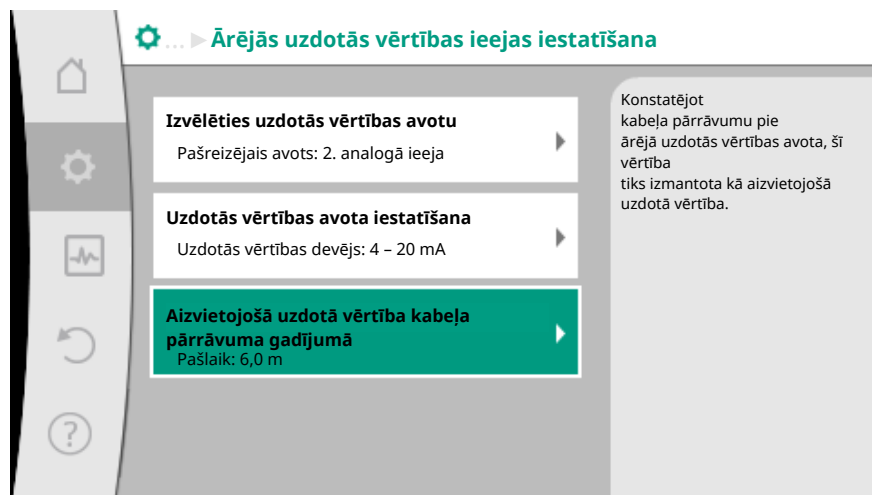 ... ▶ Ārējās uzdotās vērtības ieejas iestatīšana
Izvēlēties uzdotās vērtības avotu
Pašreizējais avots: 2. analogā ieeja
Uzdotās vērtības avota iestatīšana
Uzdotās vērtības devējs: 4 – 20 mA
Aizvietojošā uzdotā vērtība kabeļa
pārrāvuma gadījumā
Pašlaik: 6,0 m
Konstatējot
kabeļa pārrāvumu pie
ārējā uzdotās vērtības avota, šī
vērtība
tiks izmantota kā aizvietojošā
uzdotā vērtība.
?